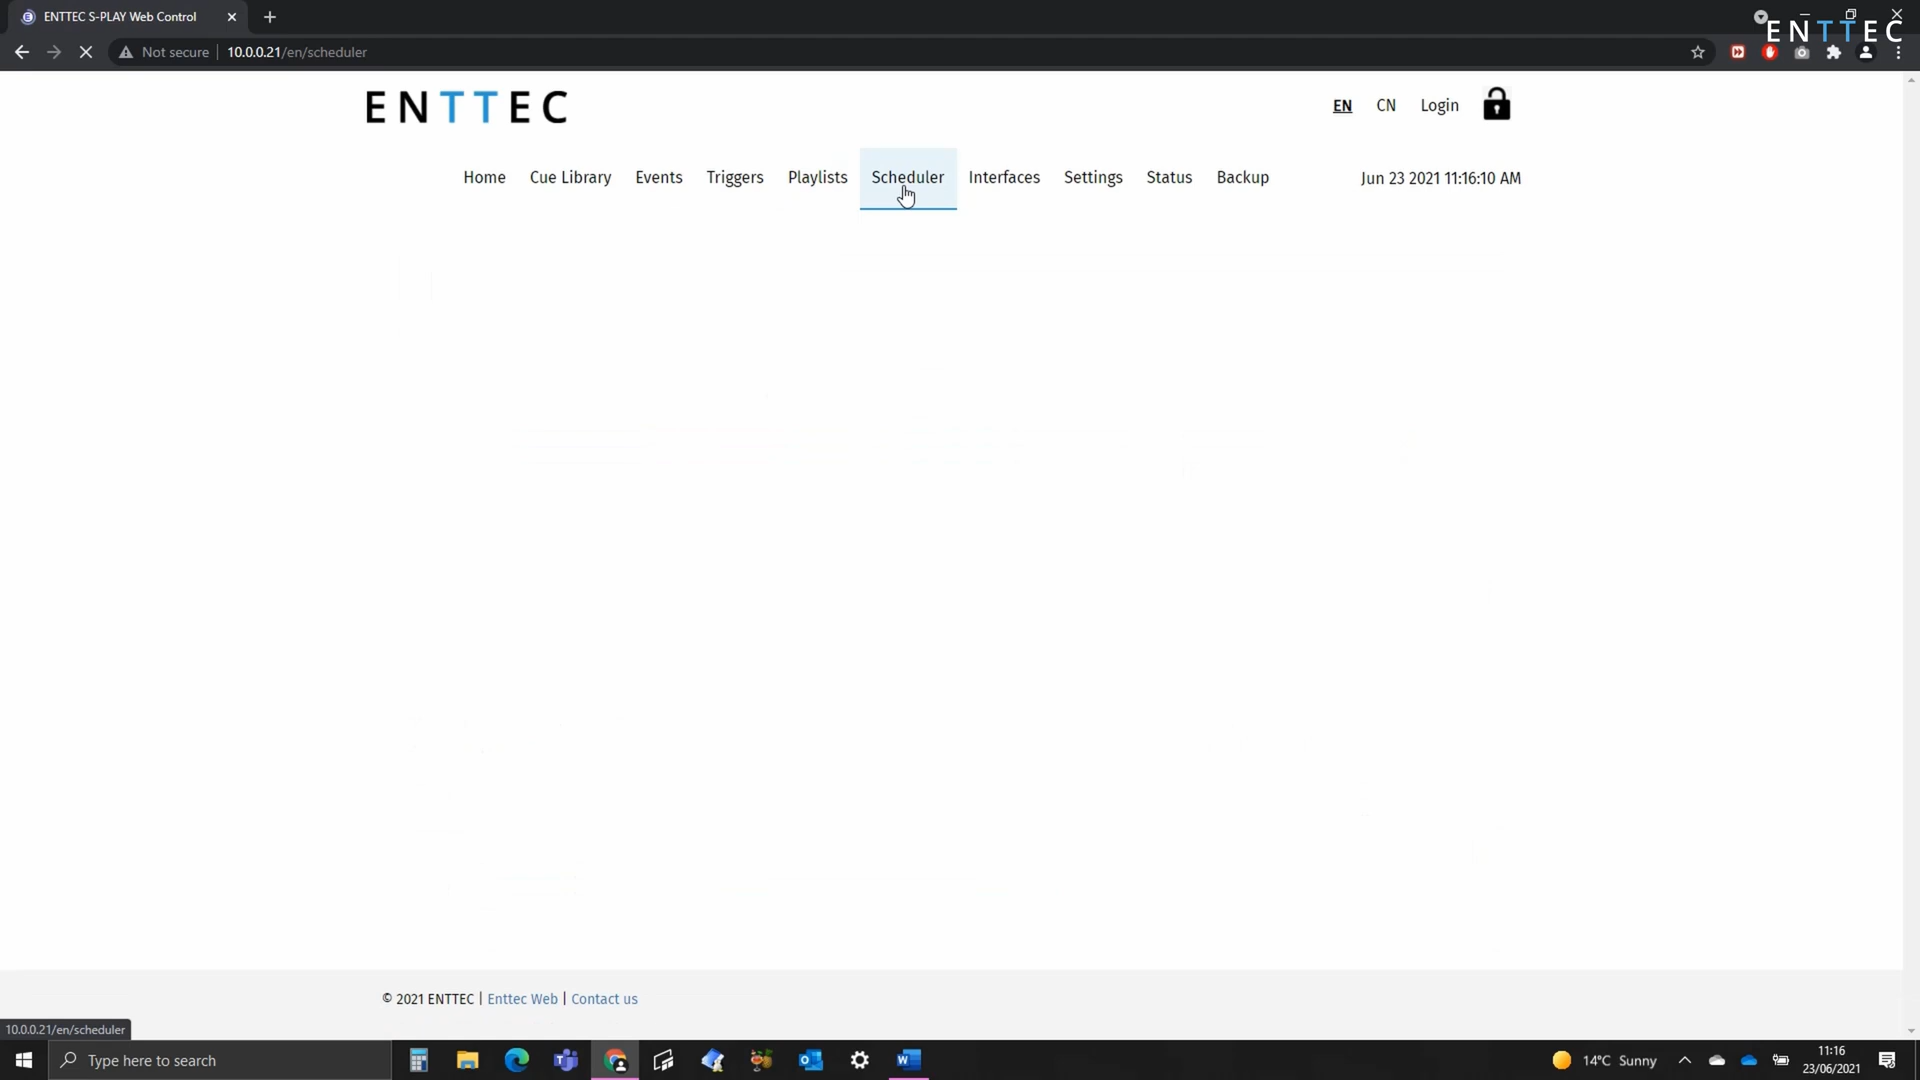 ENTTEC S-PLAY Web Control
ENTTEC
Not secure
10.0.0.21/en/scheduler
ENTTEC
EN
CN
Login
Home
Cue Library
Events
Triggers
Playlists
Scheduler
Interfaces
Settings
Status
Backup
Jun 23 2021 11:16:10 AM
© 2021 ENTTEC | Enttec Web | Contact us
10.0.0.21/en/scheduler
Type here to search
14°C Sunny
11:16
23/06/2021